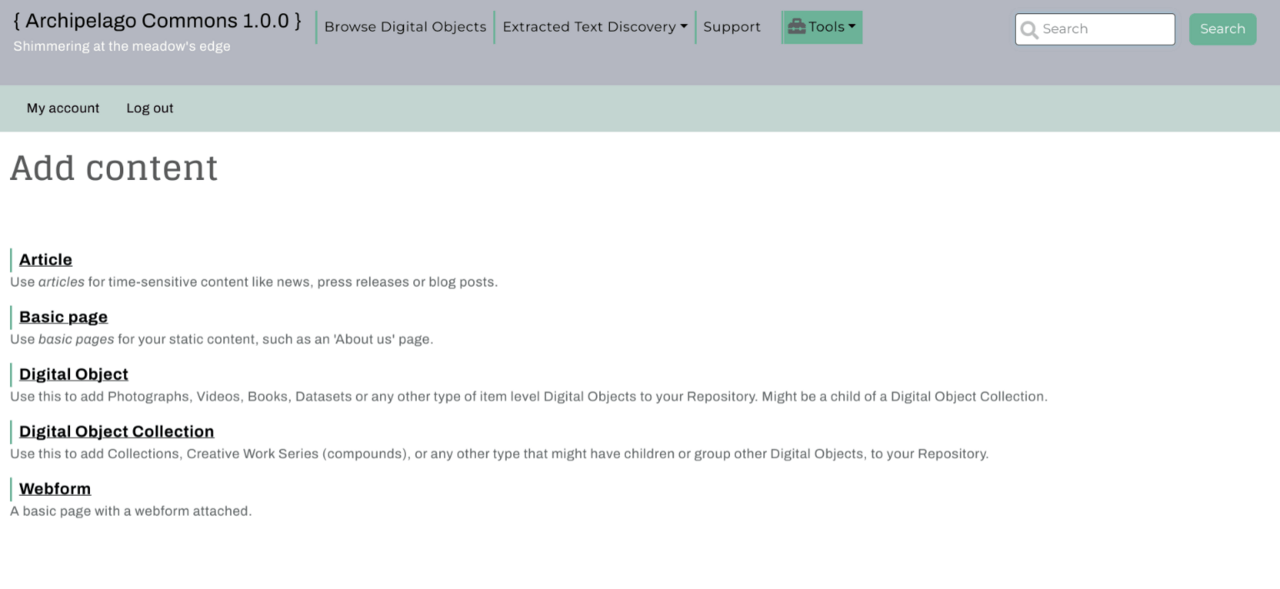 { Archipelago Commons 1.0.0 }
Shimmering at the meadow's edge
Browse Digital Objects
Extracted Text Discovery
Support
Tools
Search
Search
My account
Log out
Add content
Article
Use articles for time-sensitive content like news, press releases or blog posts.
Basic page
Use basic pages for your static content, such as an 'About us' page.
Digital Object
Use this to add Photographs, Videos, Books, Datasets or any other type of item level Digital Objects to your Repository. Might be a child of a Digital Object Collection.
Digital Object Collection
Use this to add Collections, Creative Work Series (compounds), or any other type that might have children or group other Digital Objects, to your Repository.
Webform
A basic page with a webform attached.